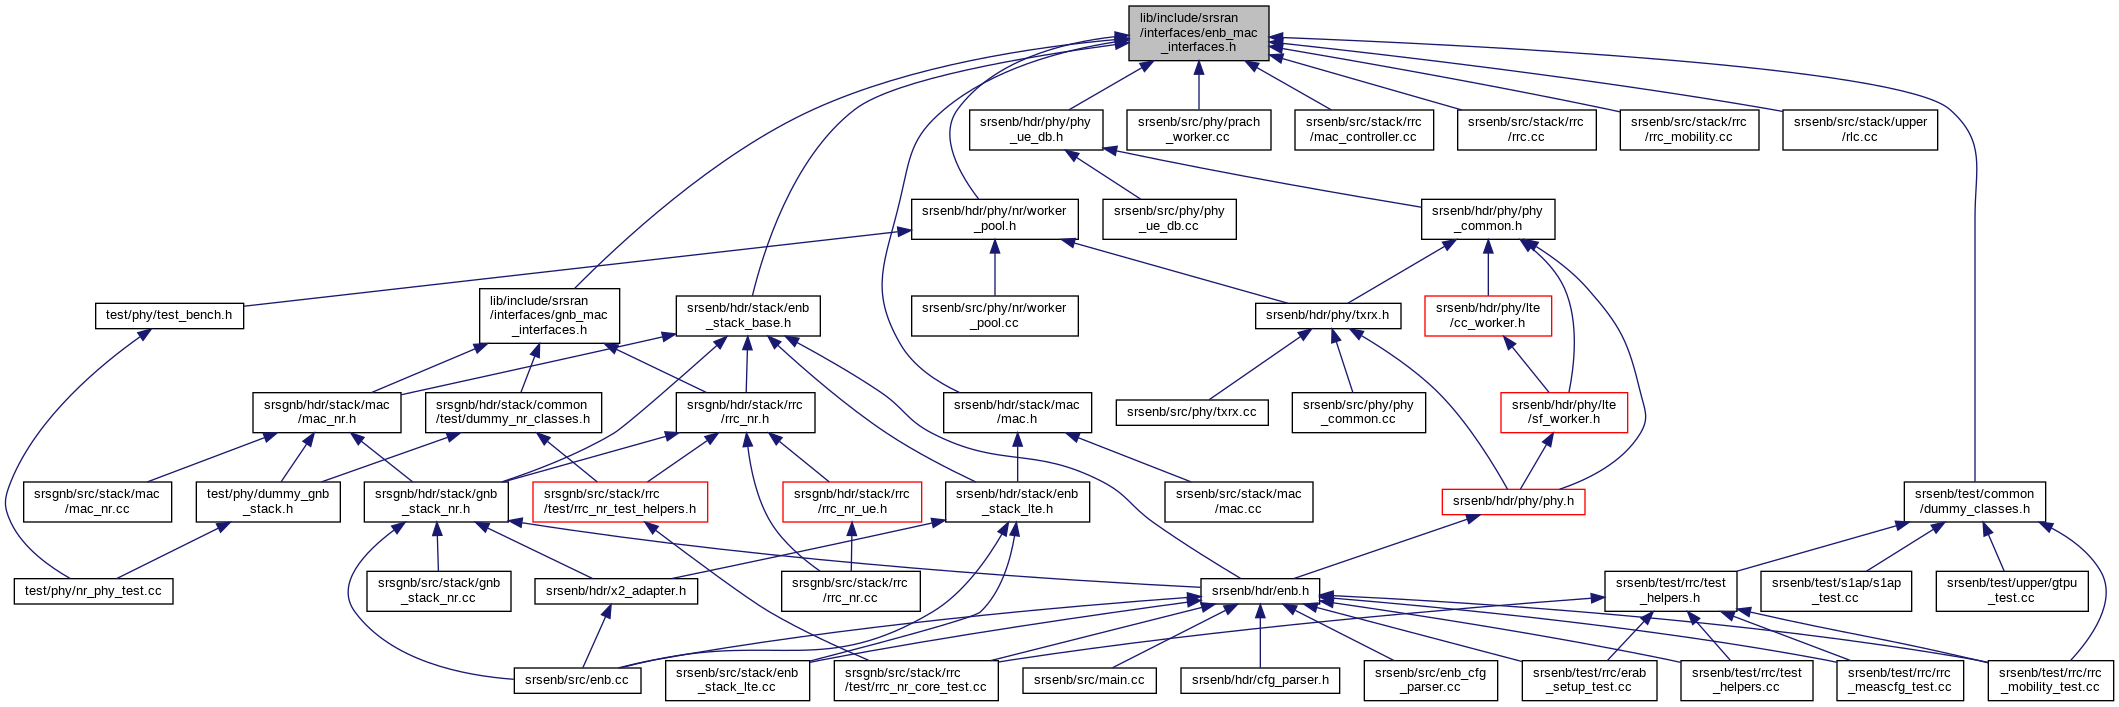 lib/include/srsran
/interfaces/enb_mac
_interfaces.h
srsenb/hdr/phy/phy
_ue_db.h
srsenb/src/phy/prach
_worker.cc
srsenb/src/stack/rrc
/mac_controller.cc
srsenb/src/stack/rrc
/rrc.cc
srsenb/src/stack/rrc
/rrc_mobility.cc
srsenb/src/stack/upper
/rlc.cc
srsenb/hdr/phy/nr/worker
_pool.h
srsenb/src/phy/phy
_ue_db.cc
srsenb/hdr/phy/phy
_common.h
test/phy/test_bench.h
lib/include/srsran
/interfaces/gnb_mac
_interfaces.h
srsenb/hdr/stack/enb
_stack_base.h
srsenb/src/phy/nr/worker
_pool.cc
srsenb/hdr/phy/txrx.h
srsenb/hdr/phy/lte
/cc_worker.h
srsgnb/hdr/stack/mac
/mac_nr.h
srsgnb/hdr/stack/common
/test/dummy_nr_classes.h
srsgnb/hdr/stack/rrc
/rrc_nr.h
srsenb/hdr/stack/mac
/mac.h
srsenb/src/phy/txrx.cc
srsenb/src/phy/phy
_common.cc
srsenb/hdr/phy/lte
/sf_worker.h
srsgnb/src/stack/mac
/mac_nr.cc
test/phy/dummy_gnb
_stack.h
srsgnb/hdr/stack/gnb
_stack_nr.h
srsgnb/src/stack/rrc
/test/rrc_nr_test_helpers.h
srsgnb/hdr/stack/rrc
/rrc_nr_ue.h
srsenb/hdr/stack/enb
_stack_lte.h
srsenb/src/stack/mac
/mac.cc
srsenb/hdr/phy/phy.h
srsenb/test/common
/dummy_classes.h
test/phy/nr_phy_test.cc
srsgnb/src/stack/gnb
_stack_nr.cc
srsenb/hdr/x2_adapter.h
srsgnb/src/stack/rrc
/rrc_nr.cc
srsenb/hdr/enb.h
srsenb/test/rrc/test
_helpers.h
srsenb/test/s1ap/s1ap
_test.cc
srsenb/test/upper/gtpu
_test.cc
srsenb/src/enb.cc
srsenb/src/stack/enb
_stack_lte.cc
srsgnb/src/stack/rrc
/test/rrc_nr_core_test.cc
srsenb/src/main.cc
srsenb/hdr/cfg_parser.h
srsenb/src/enb_cfg
_parser.cc
srsenb/test/rrc/erab
_setup_test.cc
srsenb/test/rrc/test
_helpers.cc
srsenb/test/rrc/rrc
_meascfg_test.cc
srsenb/test/rrc/rrc
_mobility_test.cc